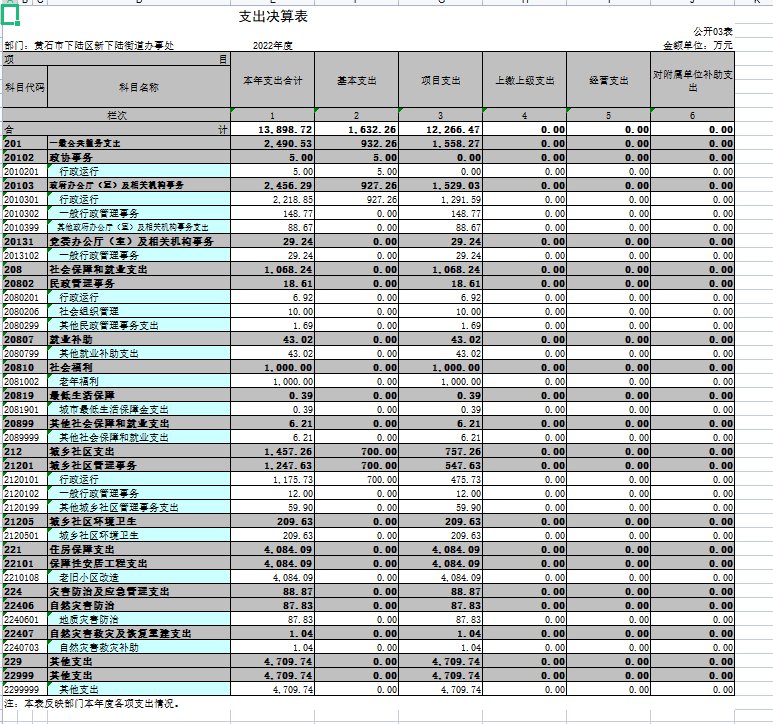 支出决算表
公开03表
部门：黄石市下陆区新下陆街道办事处 2022年度 金额单位：万元
项 目 本年支出合计 基本支出 项目支出 上缴上级支出 经营支出 对附属单位补助支出
科目代码 科目名称
栏次 1 2 3 4 5 6
合 计 13,898.72 1,632.26 12,266.47 0.00 0.00 0.00
201 一般公共服务支出 2,490.53 932.26 1,558.27 0.00 0.00 0.00
20102 政协事务 5.00 5.00 0.00 0.00 0.00 0.00
2010201 行政运行 5.00 5.00 0.00 0.00 0.00 0.00
20103 政府办公厅（室）及相关机构事务 2,456.29 927.26 1,529.03 0.00 0.00 0.00
2010301 行政运行 2,218.85 927.26 1,291.59 0.00 0.00 0.00
2010302 一般行政管理事务 148.77 0.00 148.77 0.00 0.00 0.00
2010399 其他政府办公厅（室）及相关机构事务支出 88.67 0.00 88.67 0.00 0.00 0.00
20131 党委办公厅（室）及相关机构事务 29.24 0.00 29.24 0.00 0.00 0.00
2013102 一般行政管理事务 29.24 0.00 29.24 0.00 0.00 0.00
208 社会保障和就业支出 1,068.24 0.00 1,068.24 0.00 0.00 0.00
20802 民政管理事务 18.61 0.00 18.61 0.00 0.00 0.00
2080201 行政运行 6.92 0.00 6.92 0.00 0.00 0.00
2080206 社会组织管理 10.00 0.00 10.00 0.00 0.00 0.00
2080299 其他民政管理事务支出 1.69 0.00 1.69 0.00 0.00 0.00
20807 就业补助 43.02 0.00 43.02 0.00 0.00 0.00
2080799 其他就业补助支出 43.02 0.00 43.02 0.00 0.00 0.00
20810 社会福利 1,000.00 0.00 1,000.00 0.00 0.00 0.00
2081002 老年福利 1,000.00 0.00 1,000.00 0.00 0.00 0.00
20819 最低生活保障 0.39 0.00 0.39 0.00 0.00 0.00
2081901 城市最低生活保障金支出 0.39 0.00 0.39 0.00 0.00 0.00
20899 其他社会保障和就业支出 6.21 0.00 6.21 0.00 0.00 0.00
2089999 其他社会保障和就业支出 6.21 0.00 6.21 0.00 0.00 0.00
212 城乡社区支出 1,457.26 700.00 757.26 0.00 0.00 0.00
21201 城乡社区管理事务 1,247.63 700.00 547.63 0.00 0.00 0.00
2120101 行政运行 1,175.73 700.00 475.73 0.00 0.00 0.00
2120102 一般行政管理事务 12.00 0.00 12.00 0.00 0.00 0.00
2120199 其他城乡社区管理事务支出 59.90 0.00 59.90 0.00 0.00 0.00
21205 城乡社区环境卫生 209.63 0.00 209.63 0.00 0.00 0.00
2120501 城乡社区环境卫生 209.63 0.00 209.63 0.00 0.00 0.00
221 住房保障支出 4,084.09 0.00 4,084.09 0.00 0.00 0.00
22101 保障性安居工程支出 4,084.09 0.00 4,084.09 0.00 0.00 0.00
2210108 老旧小区改造 4,084.09 0.00 4,084.09 0.00 0.00 0.00
224 灾害防治及应急管理支出 88.87 0.00 88.87 0.00 0.00 0.00
22406 自然灾害防治 87.83 0.00 87.83 0.00 0.00 0.00
2240601 地质灾害防治 87.83 0.00 87.83 0.00 0.00 0.00
22407 自然灾害救灾及恢复重建支出 1.04 0.00 1.04 0.00 0.00 0.00
2240703 自然灾害救灾补助 1.04 0.00 1.04 0.00 0.00 0.00
229 其他支出 4,709.74 0.00 4,709.74 0.00 0.00 0.00
22999 其他支出 4,709.74 0.00 4,709.74 0.00 0.00 0.00
2299999 其他支出 4,709.74 0.00 4,709.74 0.00 0.00 0.00
注：本表反映部门本年度各项支出情况。